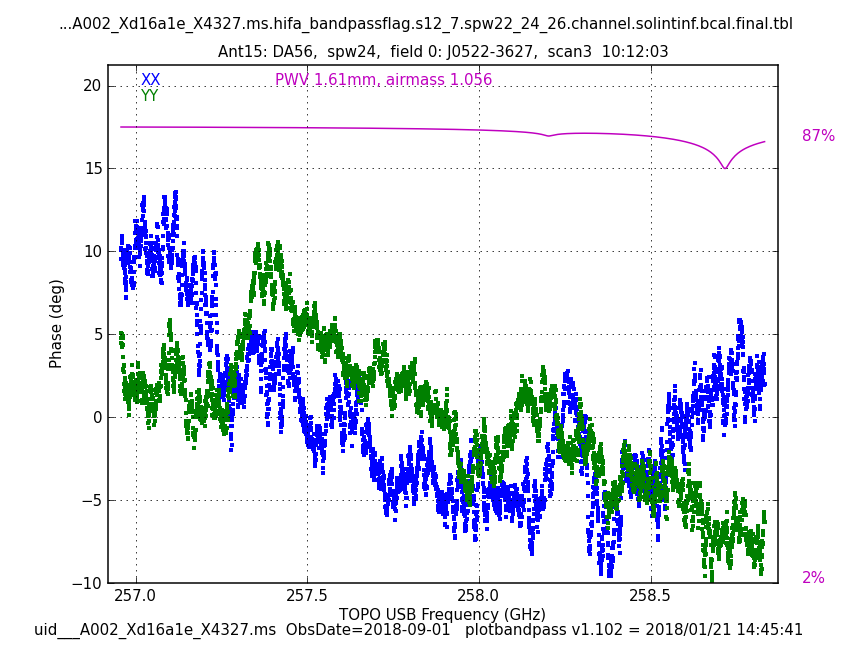 ...A002_Xd16a1e_X4327.ms.hifa_bandpassflag.s12_7.spw22_24_26.channel.solintinf.bcal.final.tbl
Ant15: DA56,  spw24,  field 0: J0522-3627,  scan3  10:12:03
XX
YY
PWV 1.61mm, airmass 1.056
20
15
10
5
0
−5
−10
87%
2%
Phase (deg)
257.0
257.5
258.0
258.5
TOPO USB Frequency (GHz)
uid___A002_Xd16a1e_X4327.ms  ObsDate=2018-09-01   plotbandpass v1.102 = 2018/01/21 14:45:41